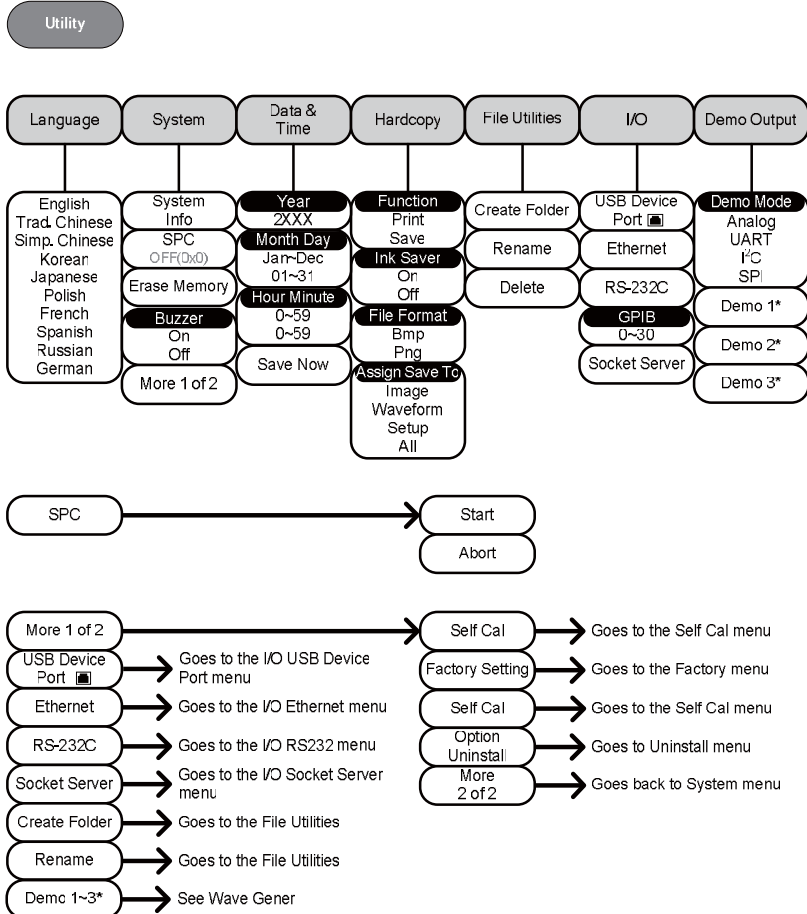 Utility
Language
System
Data &
Time
Hardcopy
File Utilities
I/O
Demo Output
English
Trad. Chinese
Simp. Chinese
Korean
Japanese
Polish
French
Spanish
Russian
German
System
Info
SPC
OFF(0x0)
Erase Memory
Buzzer
On
Off
More 1 of 2
Year
2XXX
Month Day
Jan~Dec
01~31
Hour Minute
0~59
0~59
Save Now
Function
Print
Save
Ink Saver
On
Off
File Format
Bmp
Png
Assign Save To
Image
Waveform
Setup
All
Create Folder
Rename
Delete
USB Device
Port
Ethernet
RS-232C
GPIB
0~30
Socket Server
Demo Mode
Analog
UART
I²C
SPI
Demo 1*
Demo 2*
Demo 3*
SPC
Start
Abort
More 1 of 2
USB Device
Port
Goes to the I/O USB Device
Port menu
Ethernet
Goes to the I/O Ethernet menu
RS-232C
Goes to the I/O RS232 menu
Socket Server
Goes to the I/O Socket Server
menu
Create Folder
Goes to the File Utilities
Rename
Goes to the File Utilities
Demo 1~3*
See Wave Gener
Self Cal
Goes to the Self Cal menu
Factory Setting
Goes to the Factory menu
Self Cal
Goes to the Self Cal menu
Option
Uninstall
Goes to Uninstall menu
More
2 of 2
Goes back to System menu